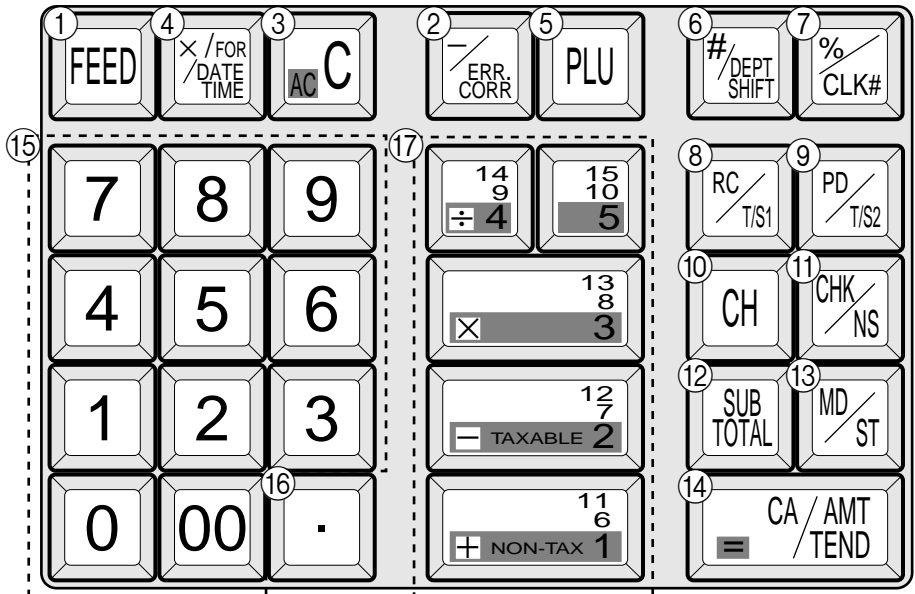 ① ④ ③ ② ⑤ ⑥ ⑦
FEED
× / FOR
/DATE
TIME
AC C
−/
ERR.
CORR
PLU
#/DEPT
SHIFT
%
CLK#
⑮ ⑰
7 8 9
14
9
÷ 4
15
10
5
⑧ ⑨
RC
T/S1
PD
T/S2
4 5 6
13
8
× 3
⑩ ⑪
CH
CHK
NS
1 2 3
12
7
− TAXABLE 2
⑫ ⑬
SUB
TOTAL
MD
ST
⑯
0 00 ·
11
6
+ NON-TAX 1
⑭
CA / AMT
= TEND